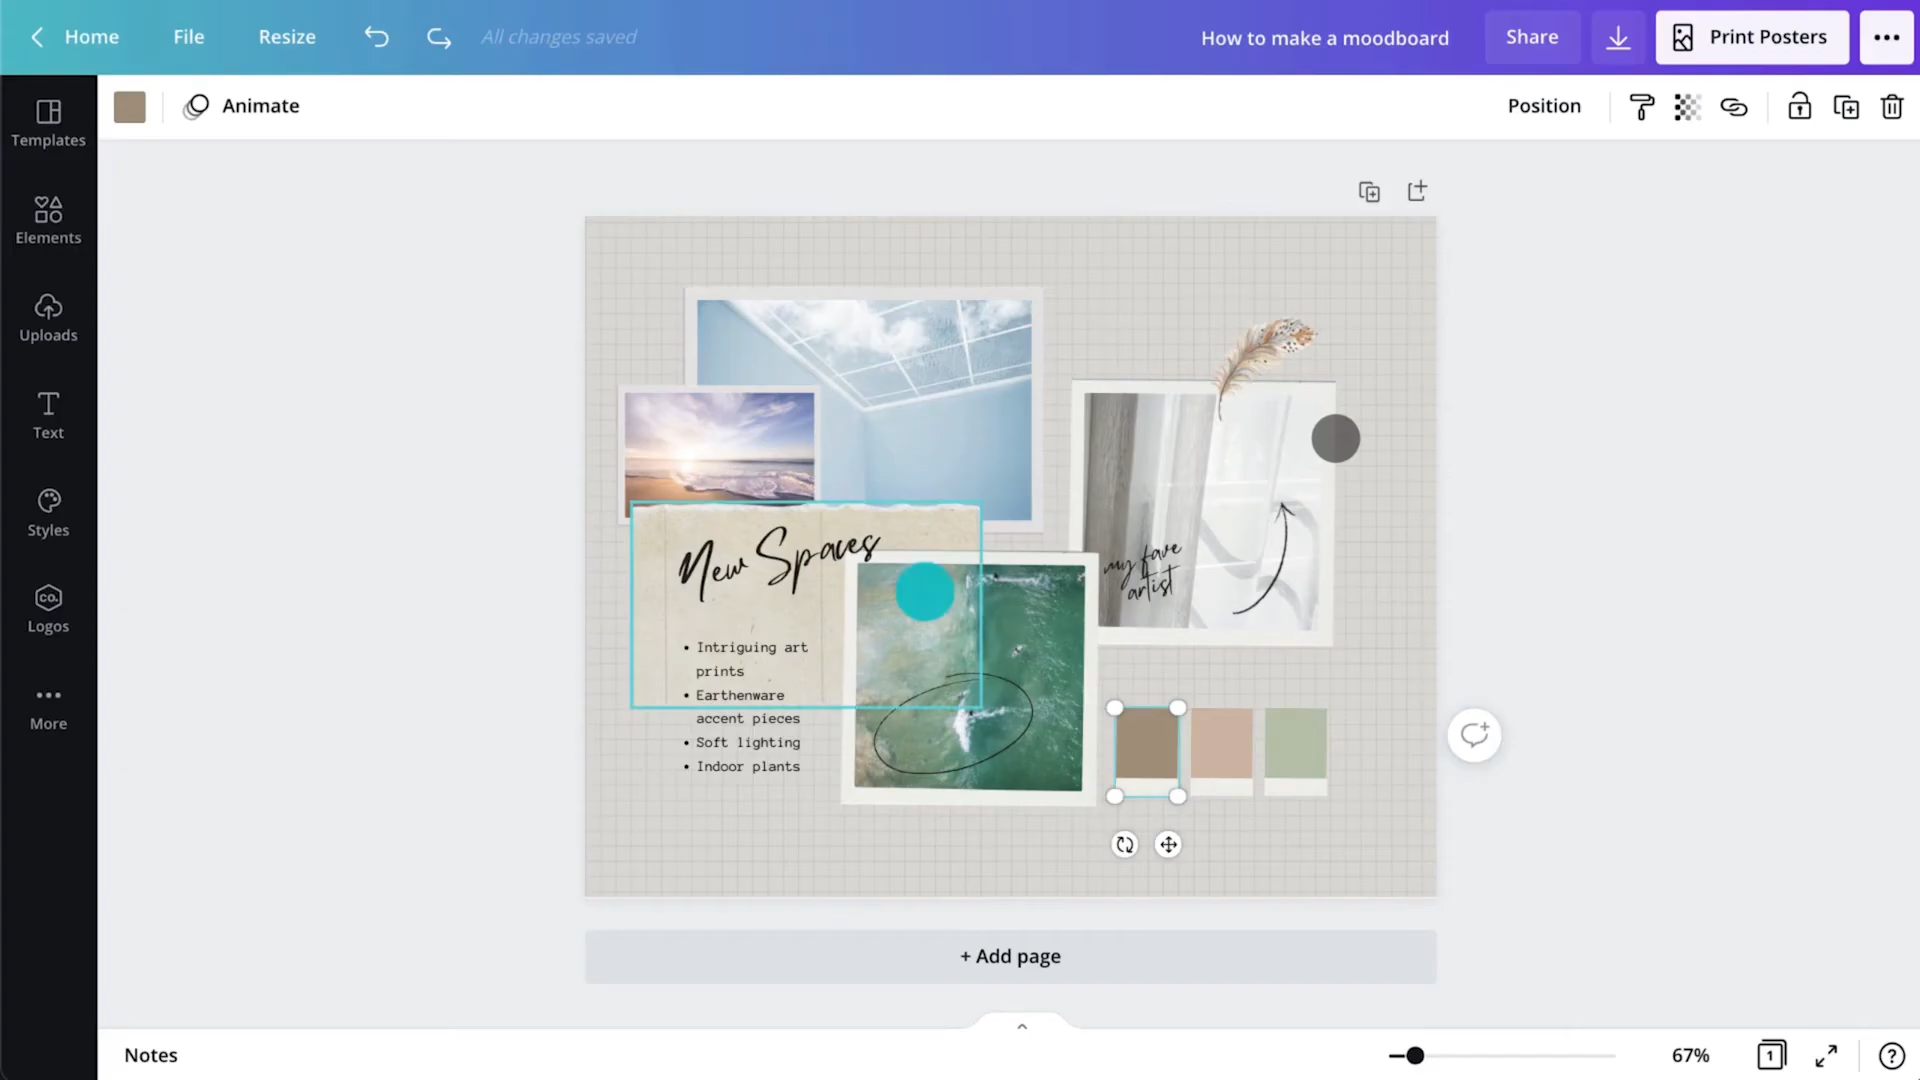 Home File Resize All changes saved How to make a moodboard Share Print Posters
Animate Position
Templates
Elements
Uploads
Text
Styles
CO.
Logos
More
New Spaces
• Intriguing art
prints
• Earthenware
accent pieces
• Soft lighting
• Indoor plants
my fave
artist
+ Add page
Notes 67% 1 ?